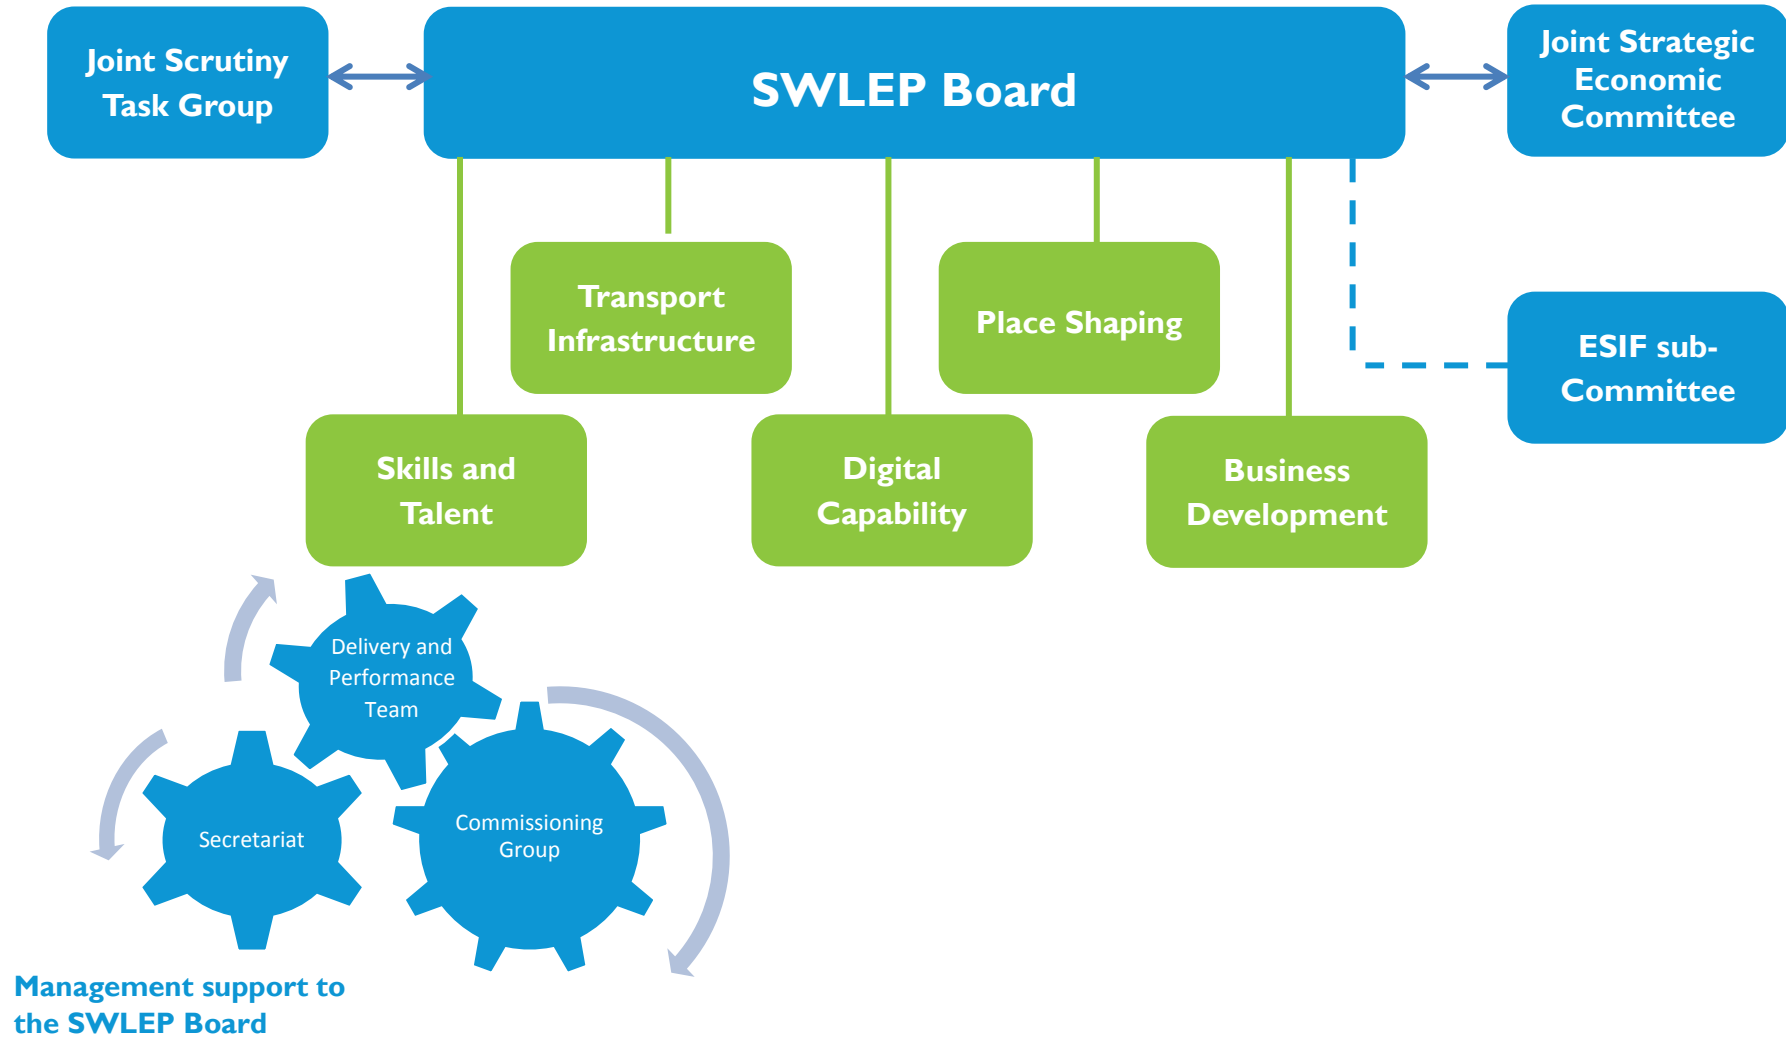 Joint Scrutiny
Task Group
SWLEP Board
Joint Strategic
Economic
Committee
Transport
Infrastructure
Place Shaping
ESIF sub-
Committee
Skills and
Talent
Digital
Capability
Business
Development
Delivery and
Performance
Team
Secretariat
Commissioning
Group
Management support to
the SWLEP Board